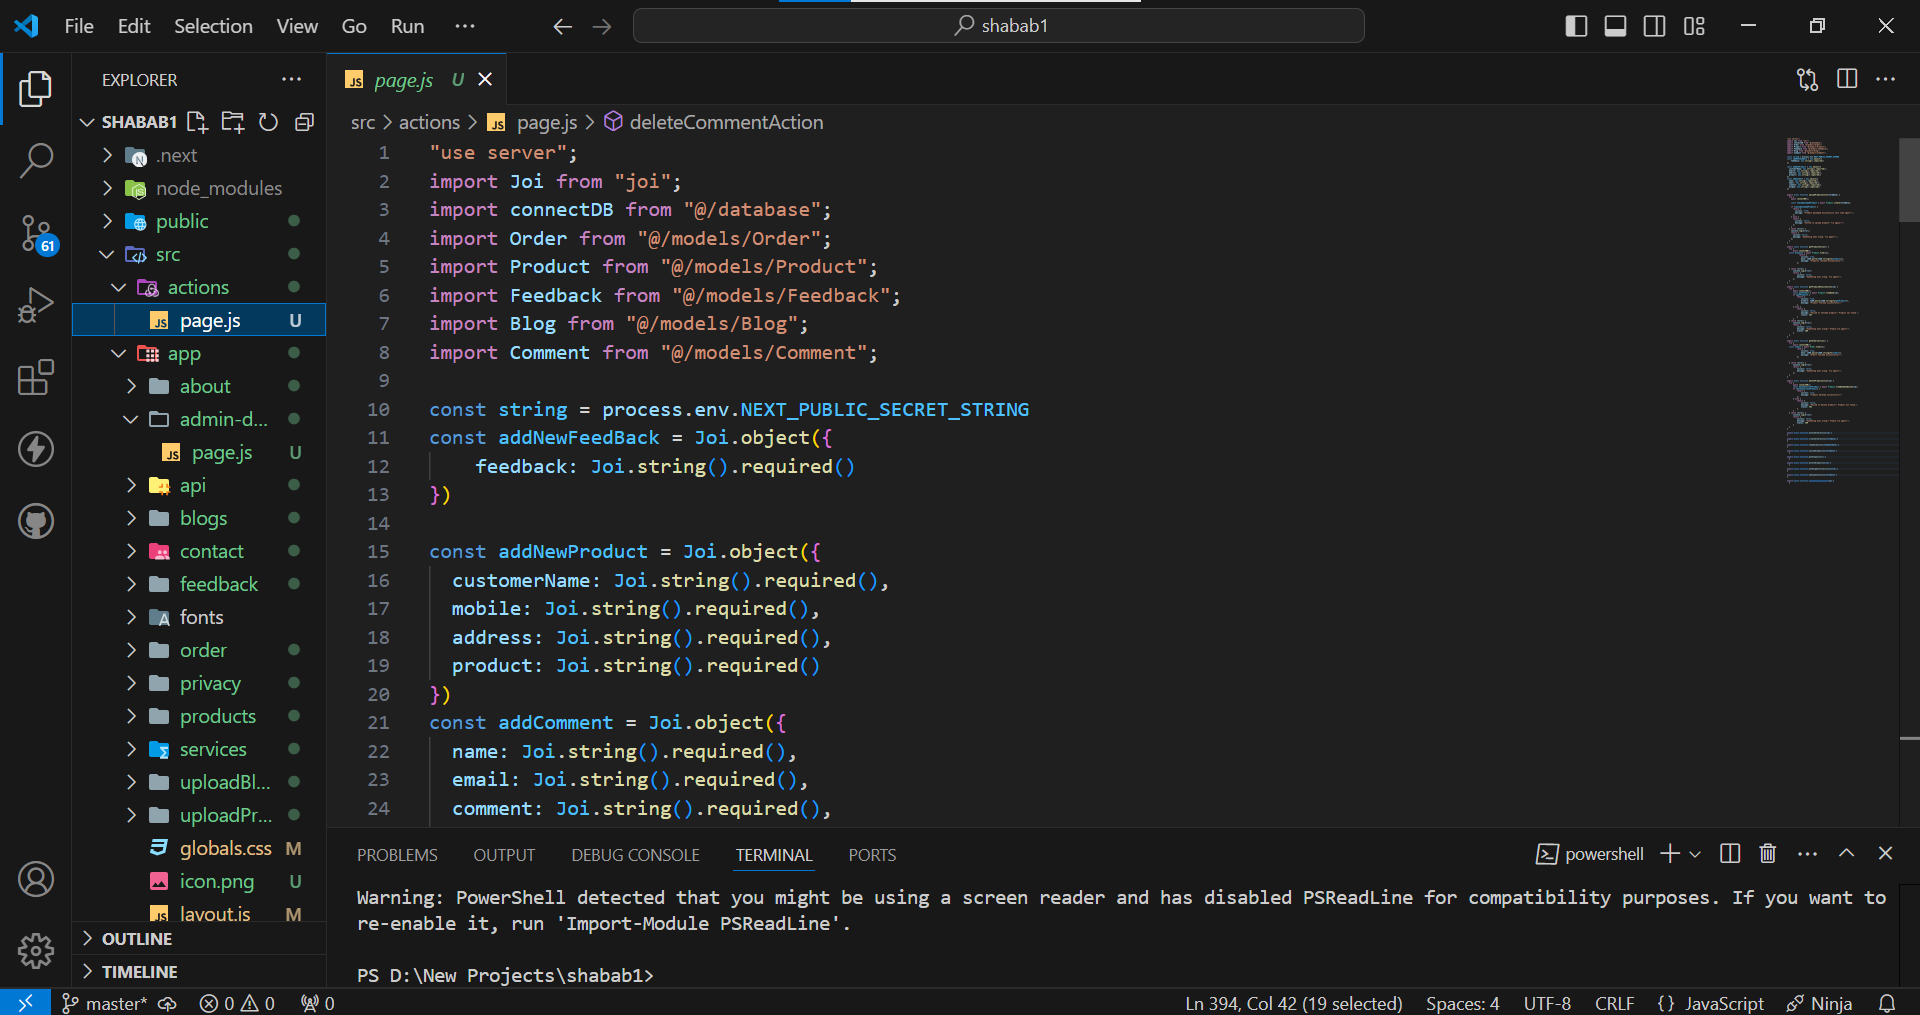 File Edit Selection View Go Run ···
shabab1
EXPLORER
SHABAB1
.next
node_modules
public
src
actions
page.js U
app
about
admin-d...
page.js U
api
blogs
contact
feedback
fonts
order
privacy
products
services
uploadBl...
uploadPr...
globals.css M
icon.png U
layout.js M
OUTLINE
TIMELINE
61
page.js U
src > actions > page.js > deleteCommentAction
1 "use server";
2 import Joi from "joi";
3 import connectDB from "@/database";
4 import Order from "@/models/Order";
5 import Product from "@/models/Product";
6 import Feedback from "@/models/Feedback";
7 import Blog from "@/models/Blog";
8 import Comment from "@/models/Comment";
9
10 const string = process.env.NEXT_PUBLIC_SECRET_STRING
11 const addNewFeedBack = Joi.object({
12 feedback: Joi.string().required()
13 })
14
15 const addNewProduct = Joi.object({
16 customerName: Joi.string().required(),
17 mobile: Joi.string().required(),
18 address: Joi.string().required(),
19 product: Joi.string().required()
20 })
21 const addComment = Joi.object({
22 name: Joi.string().required(),
23 email: Joi.string().required(),
24 comment: Joi.string().required(),
PROBLEMS OUTPUT DEBUG CONSOLE TERMINAL PORTS
powershell
Warning: PowerShell detected that you might be using a screen reader and has disabled PSReadLine for compatibility purposes. If you want to
re-enable it, run 'Import-Module PSReadLine'.
PS D:\New Projects\shabab1>
master* 0 0 0
Ln 394, Col 42 (19 selected) Spaces: 4 UTF-8 CRLF {} JavaScript Ninja